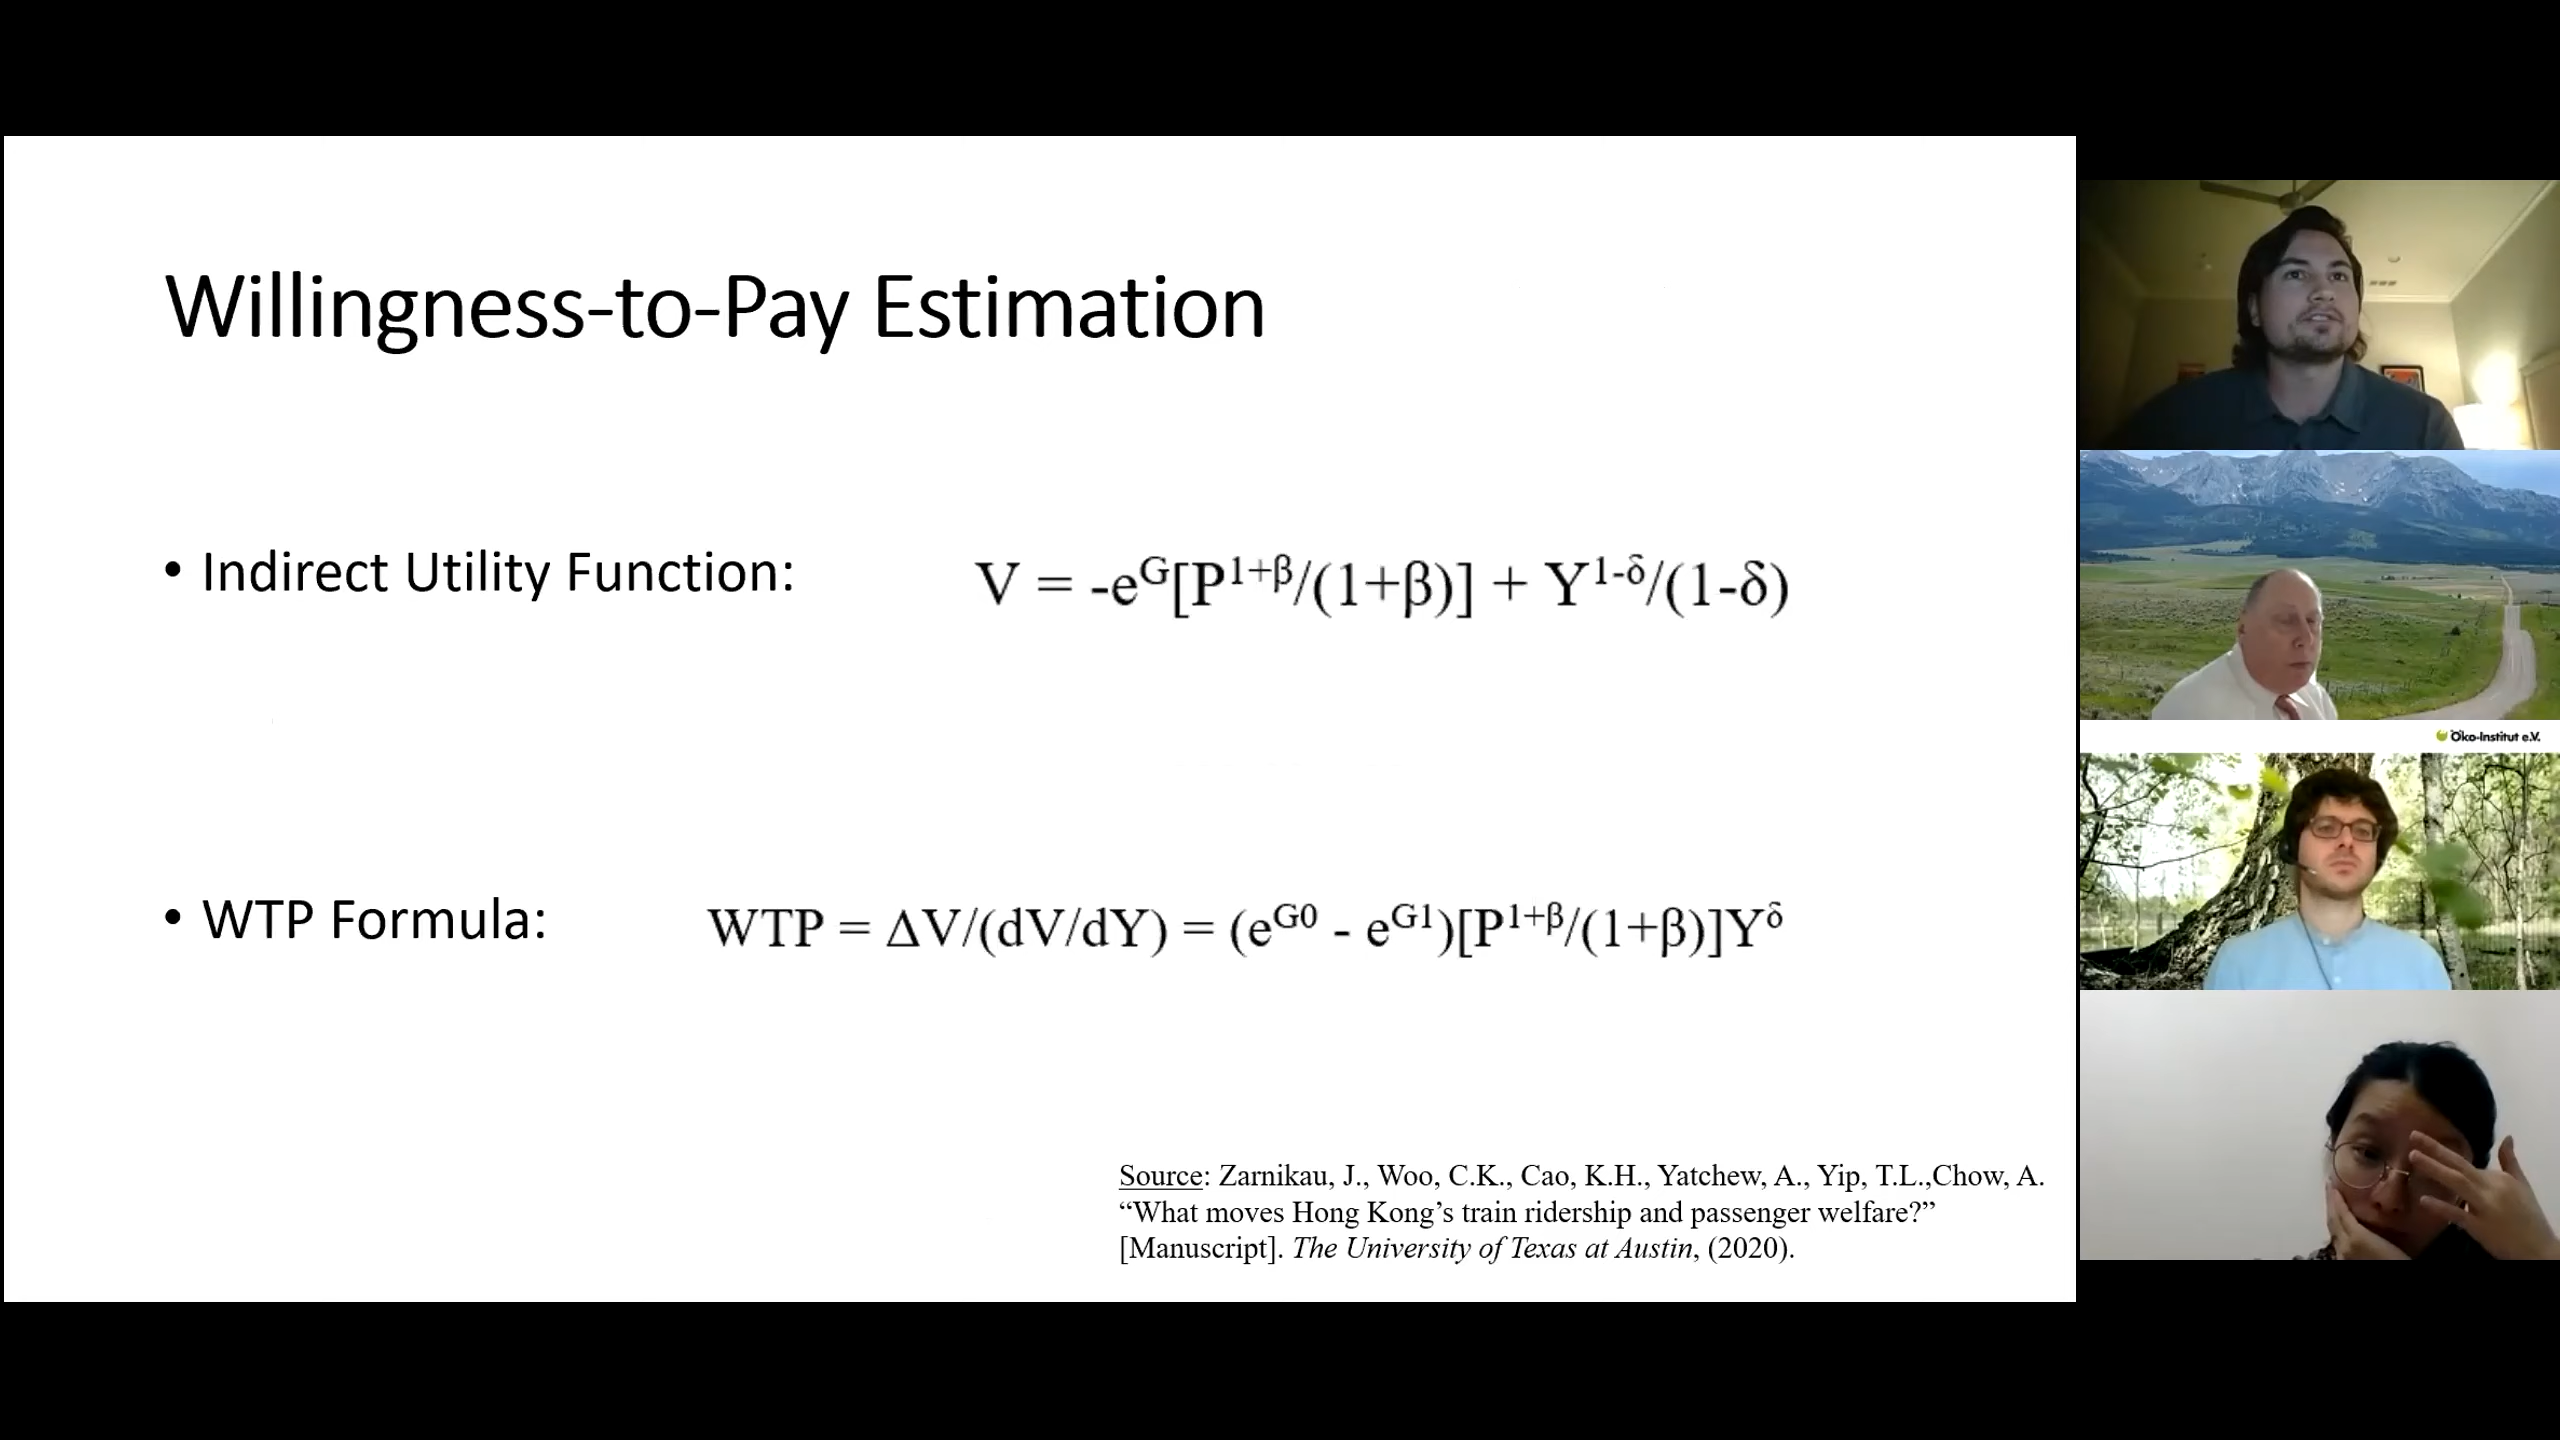 Willingness-to-Pay Estimation
• Indirect Utility Function: V = -e^G[P^1+β/(1+β)] + Y^1-δ/(1-δ)
• WTP Formula: WTP = ΔV/(dV/dY) = (e^G0 - e^G1)[P^1+β/(1+β)]Y^δ
Source: Zarnikau, J., Woo, C.K., Cao, K.H., Yatchew, A., Yip, T.L.,Chow, A.
“What moves Hong Kong’s train ridership and passenger welfare?”
[Manuscript]. The University of Texas at Austin, (2020).
Öko-Institut e.V.